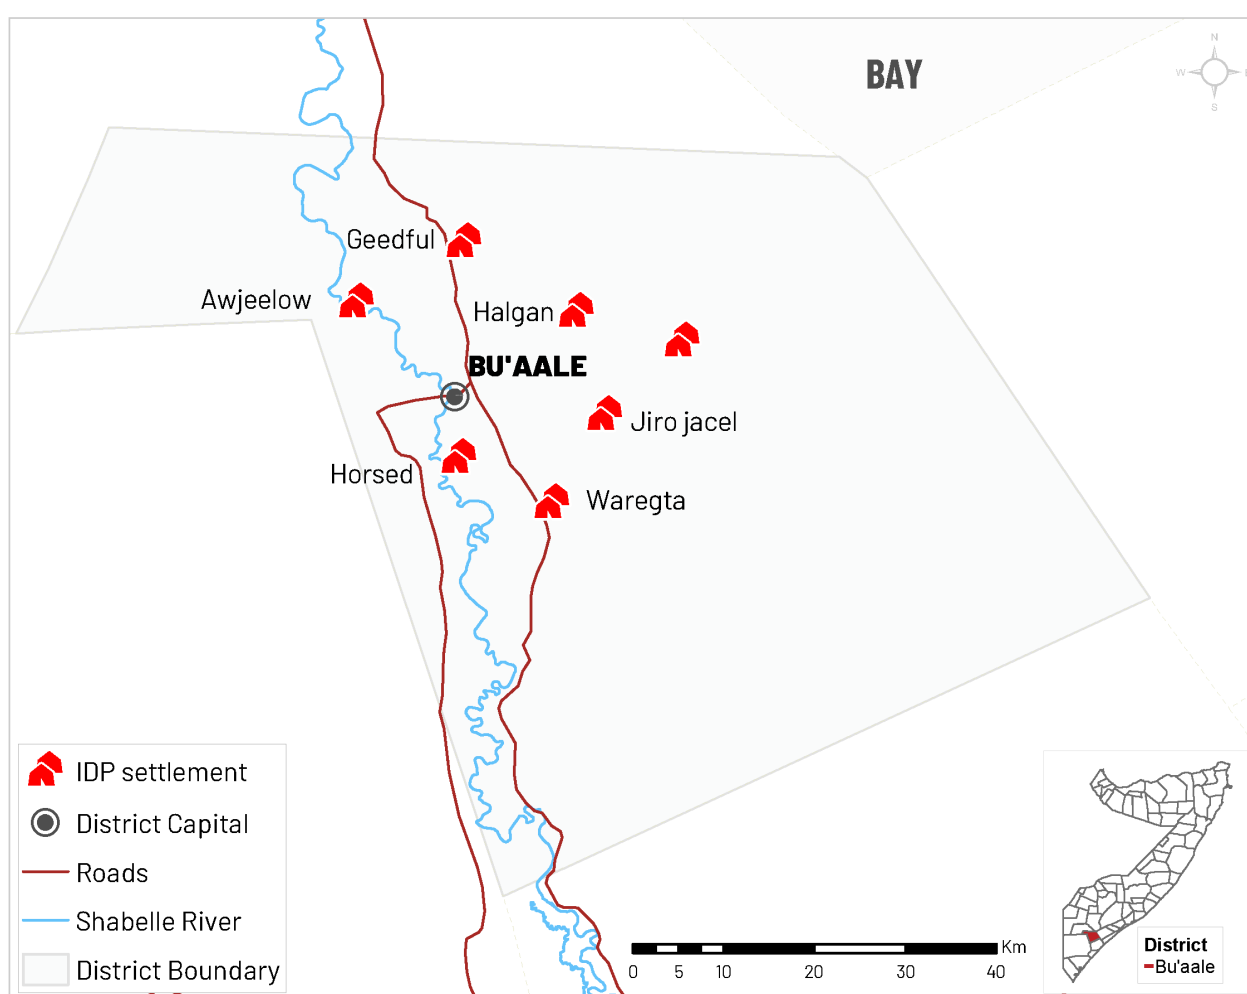 BAY
N
W
S
Geedful
Awjeelow
Halgan
BU'AALE
Jiro jacel
Horsed
Waregta
IDP settlement
District Capital
Roads
Shabelle River
District Boundary
Km
0 5 10 20 30 40
District
Bu'aale